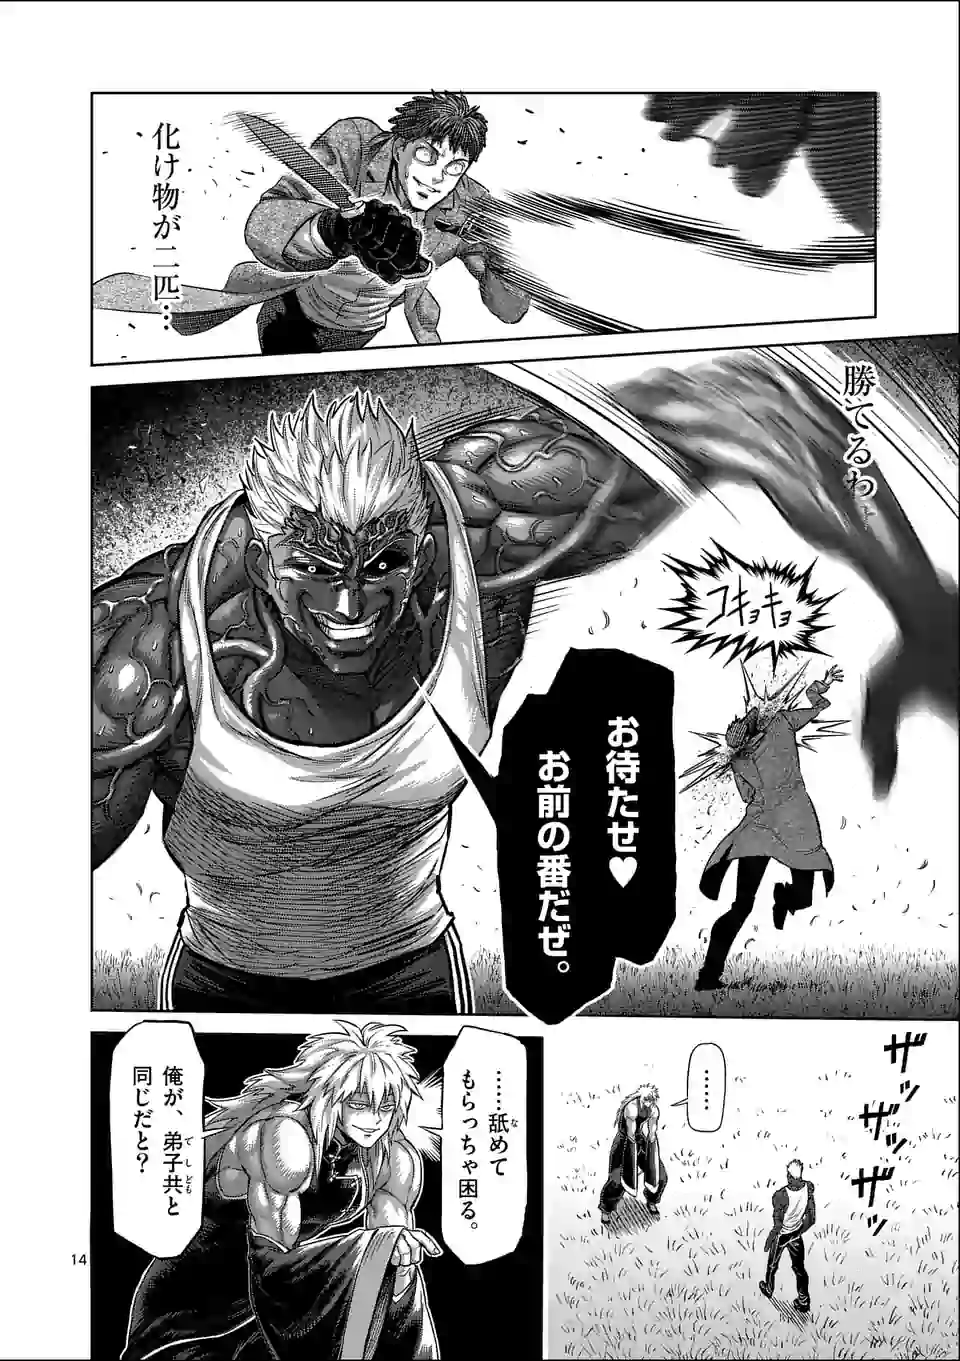 化け物が二匹…
勝てるわ
コキョキョ
お待たせ♥
お前の番だぜ。
ザッ
ザッ
………
……舐めて
もらっちゃ困る。
俺が、弟子共と
同じだと？
14